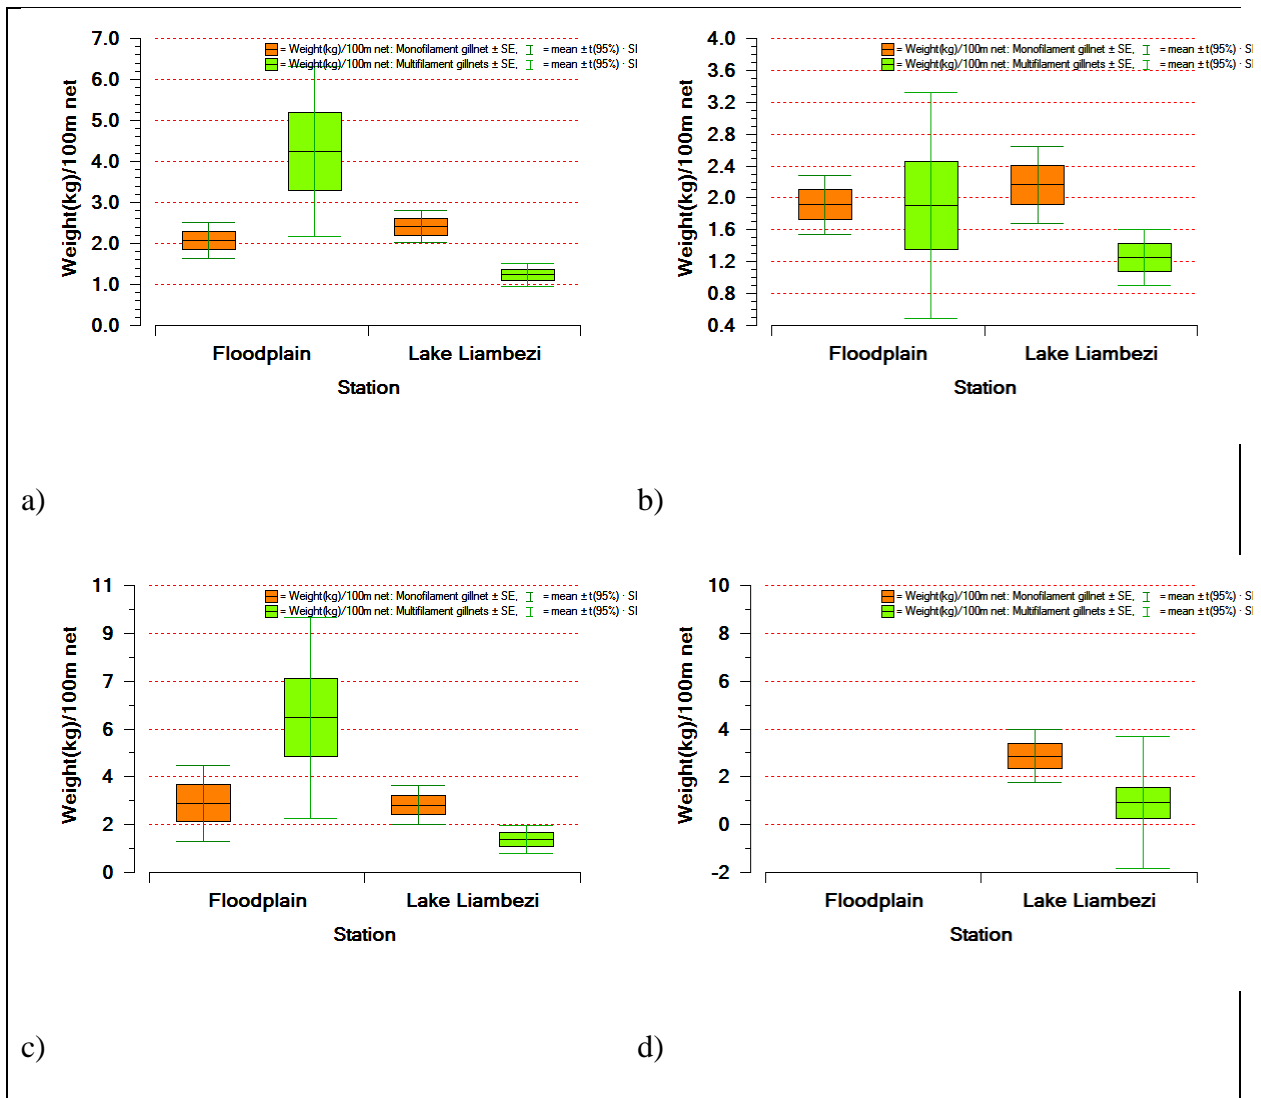 7.0
6.0
5.0
4.0
3.0
2.0
1.0
0.0
Weight(kg)/100m net
= Weight(kg)/100m net: Monofilament gillnet ± SE, = mean ± t(95%) · SI
= Weight(kg)/100m net: Multifilament gillnets ± SE, = mean ± t(95%) · SI
Floodplain Lake Liambezi
Station
a)
4.0
3.6
3.2
2.8
2.4
2.0
1.6
1.2
0.8
0.4
Weight(kg)/100m net
= Weight(kg)/100m net: Monofilament gillnet ± SE, = mean ± t(95%) · SI
= Weight(kg)/100m net: Multifilament gillnets ± SE, = mean ± t(95%) · SI
Floodplain Lake Liambezi
Station
b)
11
9
7
6
4
2
0
Weight(kg)/100m net
= Weight(kg)/100m net: Monofilament gillnet ± SE, = mean ± t(95%) · SI
= Weight(kg)/100m net: Multifilament gillnets ± SE, = mean ± t(95%) · SI
Floodplain Lake Liambezi
Station
c)
10
8
6
4
2
0
-2
Weight(kg)/100m net
= Weight(kg)/100m net: Monofilament gillnet ± SE, = mean ± t(95%) · SI
= Weight(kg)/100m net: Multifilament gillnets ± SE, = mean ± t(95%) · SI
Floodplain Lake Liambezi
Station
d)